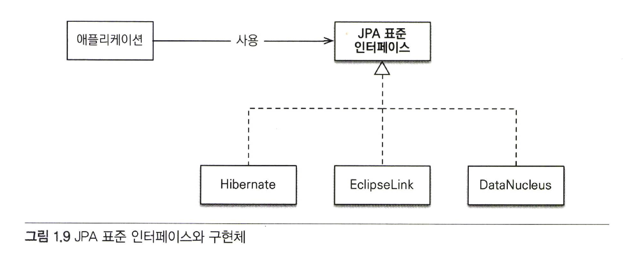 애플리케이션
사용
JPA 표준
인터페이스
Hibernate
EclipseLink
DataNucleus
그림 1.9 JPA 표준 인터페이스와 구현체